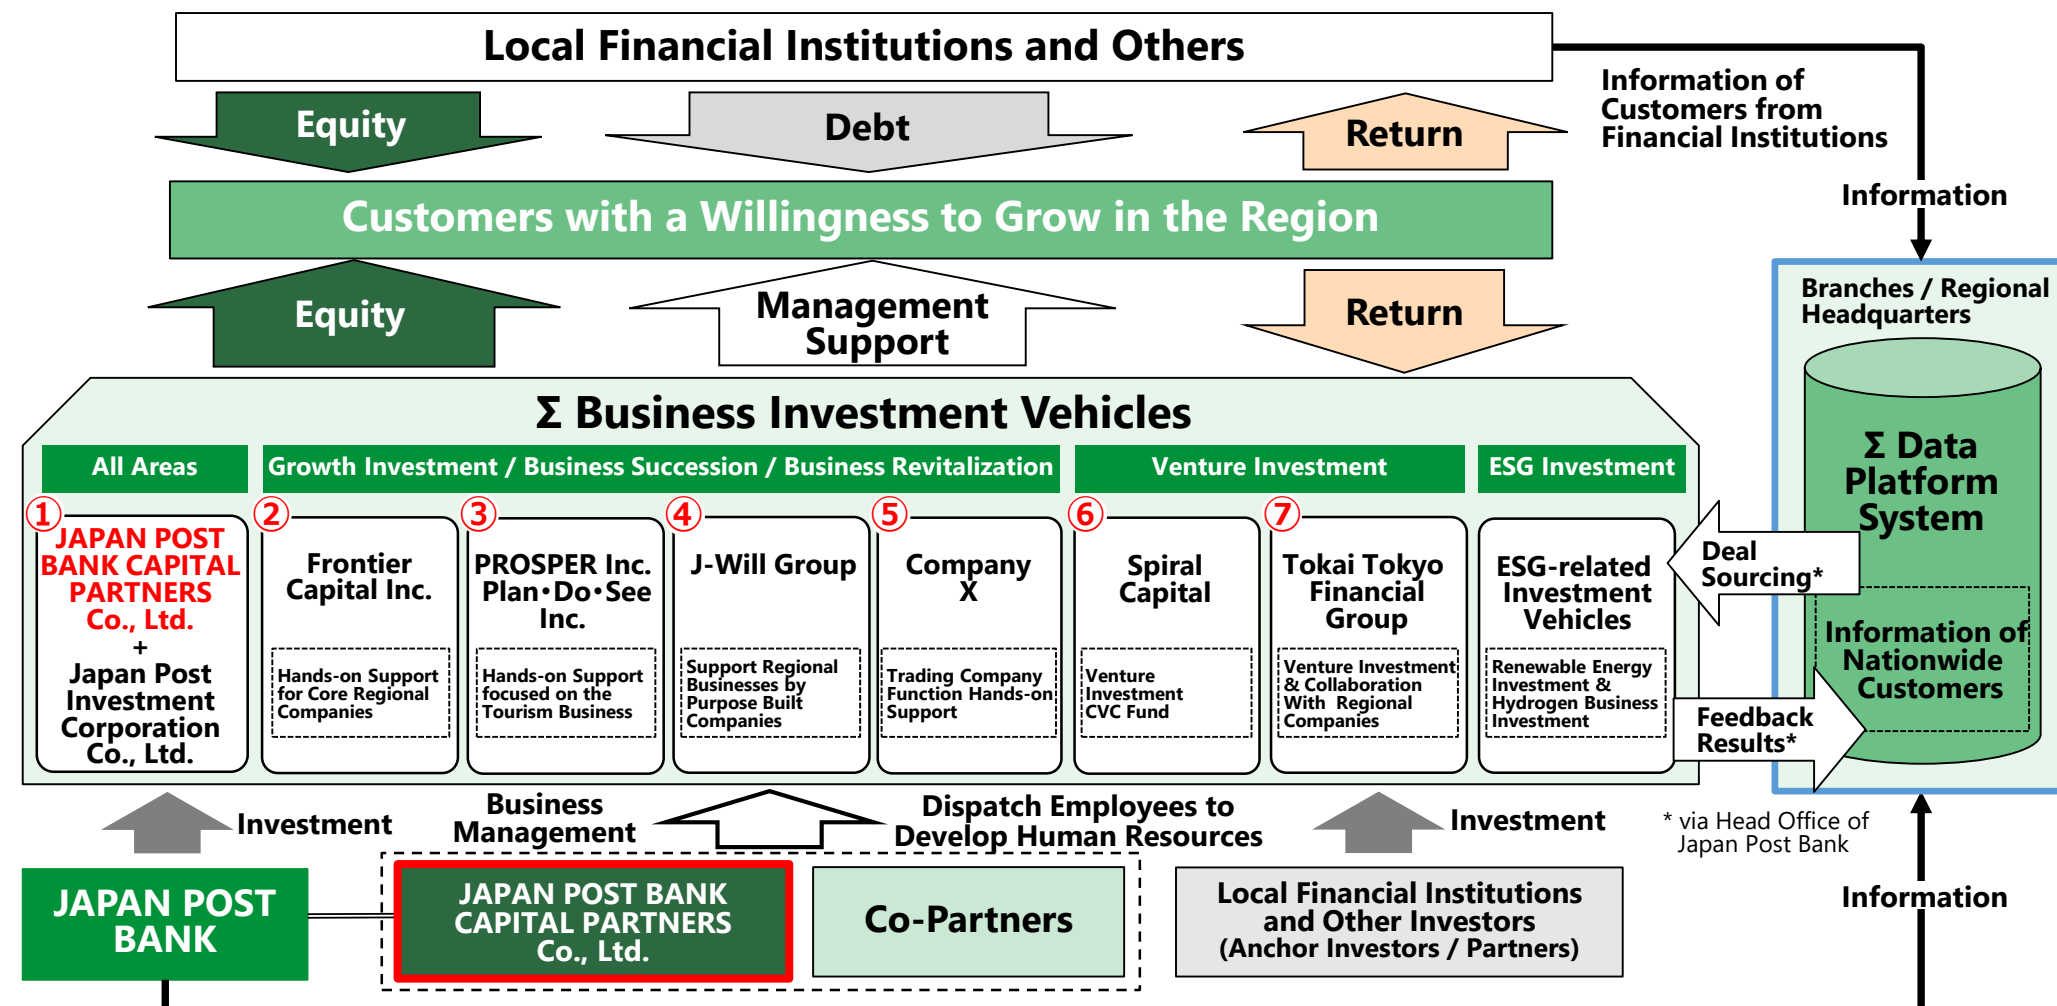 Local Financial Institutions and Others
Equity
Debt
Return
Information of
Customers from
Financial Institutions
Information
Customers with a Willingness to Grow in the Region
Equity
Management
Support
Return
Branches / Regional
Headquarters
Σ Data
Platform
System
Information of
Nationwide
Customers
Σ Business Investment Vehicles
All Areas
Growth Investment / Business Succession / Business Revitalization
Venture Investment
ESG Investment
①
JAPAN POST
BANK CAPITAL
PARTNERS
Co., Ltd.
+
Japan Post
Investment
Corporation
Co., Ltd.
②
Frontier
Capital Inc.
Hands-on Support
for Core Regional
Companies
③
PROSPER Inc.
Plan・Do・See
Inc.
Hands-on Support
focused on the
Tourism Business
④
J-Will Group
Support Regional
Businesses by
Purpose Built
Companies
⑤
Company
X
Trading Company
Function Hands-on
Support
⑥
Spiral
Capital
Venture
Investment
CVC Fund
⑦
Tokai Tokyo
Financial
Group
Venture Investment
& Collaboration
With Regional
Companies
ESG-related
Investment
Vehicles
Renewable Energy
Investment &
Hydrogen Business
Investment
Deal
Sourcing*
Feedback
Results*
Investment
Business
Management
Dispatch Employees to
Develop Human Resources
Investment
* via Head Office of
Japan Post Bank
JAPAN POST
BANK
JAPAN POST BANK
CAPITAL PARTNERS
Co., Ltd.
Co-Partners
Local Financial Institutions
and Other Investors
(Anchor Investors / Partners)
Information